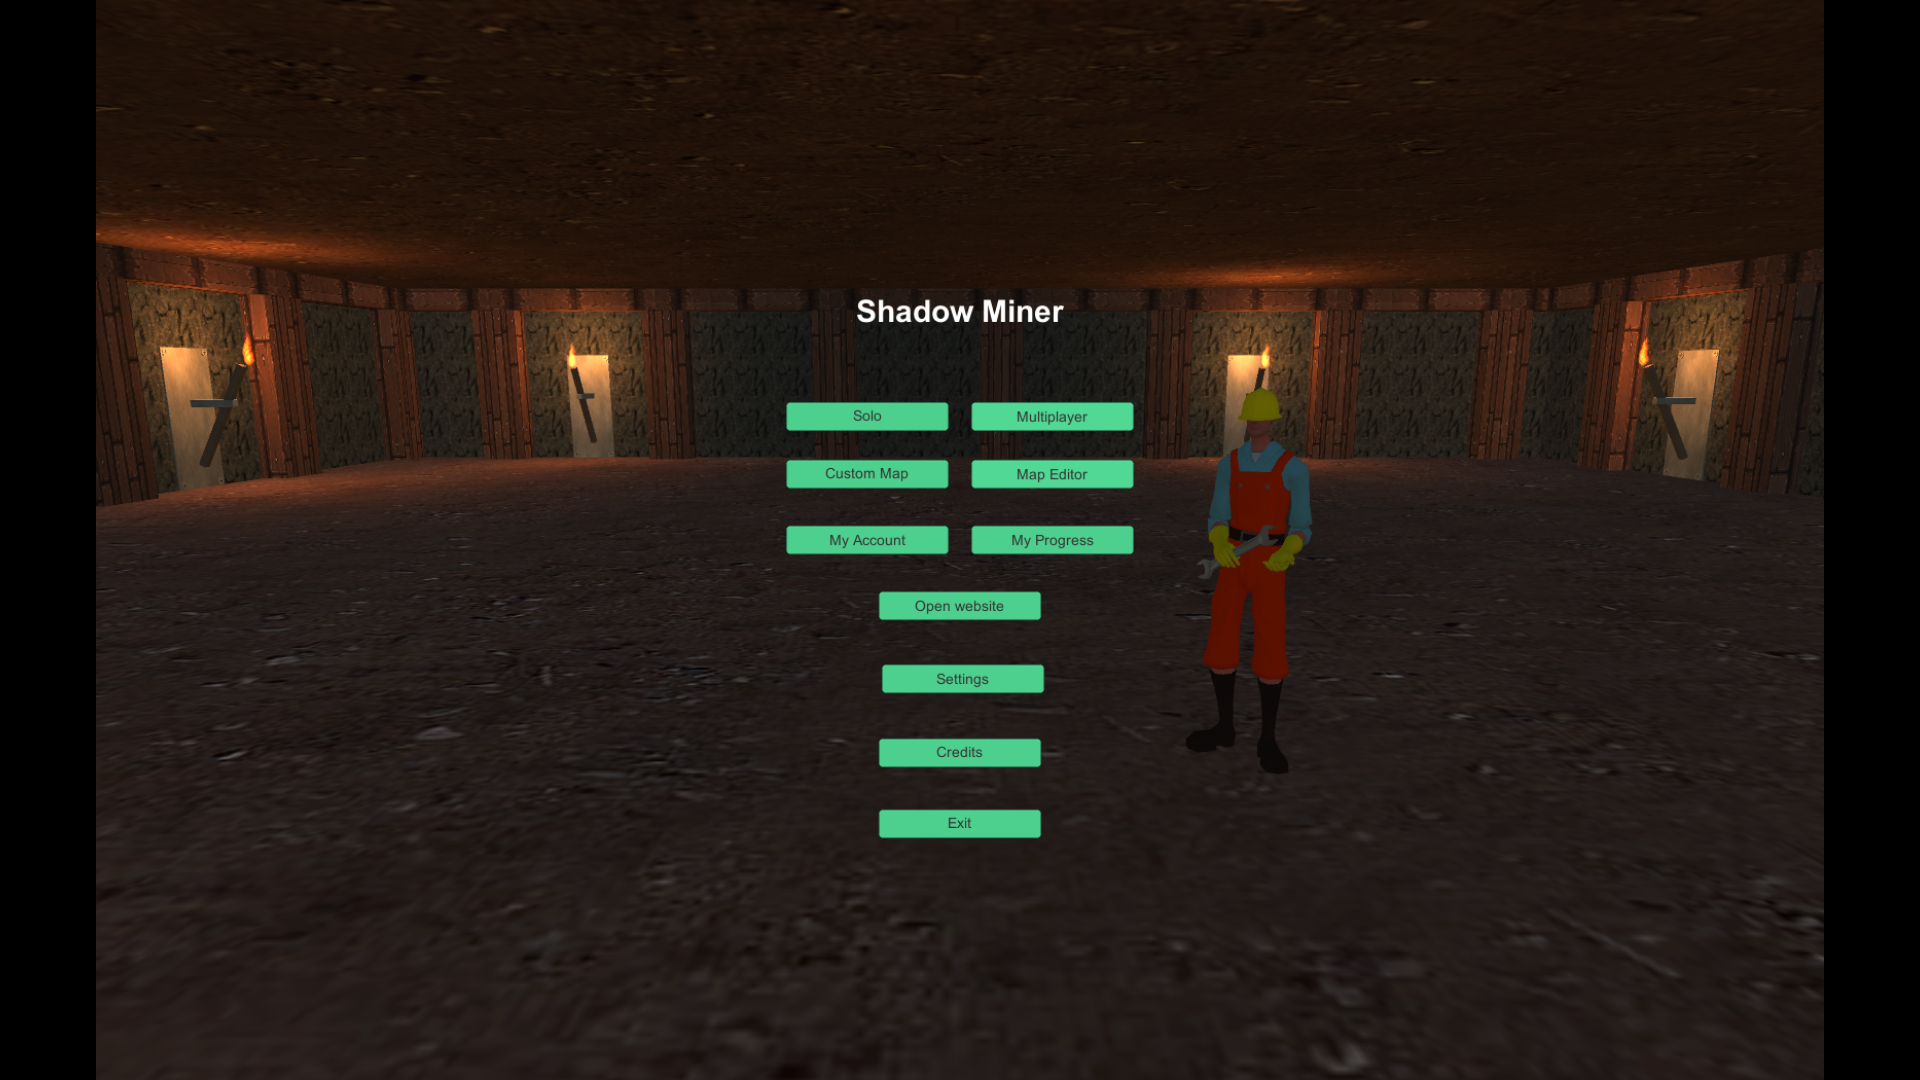 Shadow Miner
Solo
Multiplayer
Custom Map
Map Editor
My Account
My Progress
Open website
Settings
Credits
Exit